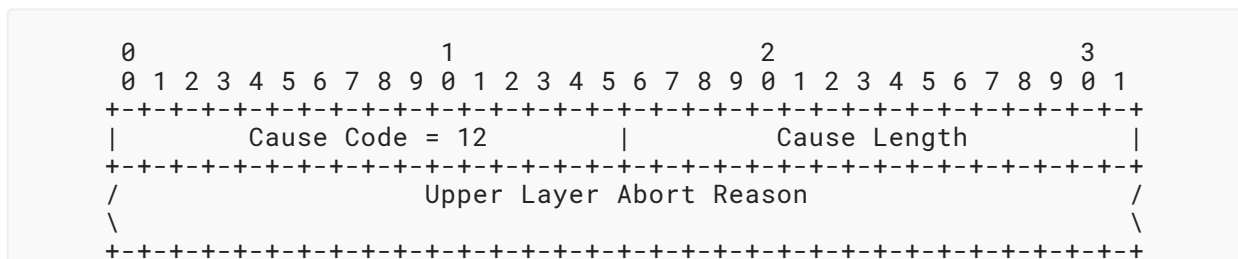 0                   1                   2                   3
 0 1 2 3 4 5 6 7 8 9 0 1 2 3 4 5 6 7 8 9 0 1 2 3 4 5 6 7 8 9 0 1
+-+-+-+-+-+-+-+-+-+-+-+-+-+-+-+-+-+-+-+-+-+-+-+-+-+-+-+-+-+-+-+-+
|        Cause Code = 12        |         Cause Length          |
+-+-+-+-+-+-+-+-+-+-+-+-+-+-+-+-+-+-+-+-+-+-+-+-+-+-+-+-+-+-+-+-+
/                   Upper Layer Abort Reason                    /
\                                                               \
+-+-+-+-+-+-+-+-+-+-+-+-+-+-+-+-+-+-+-+-+-+-+-+-+-+-+-+-+-+-+-+-+